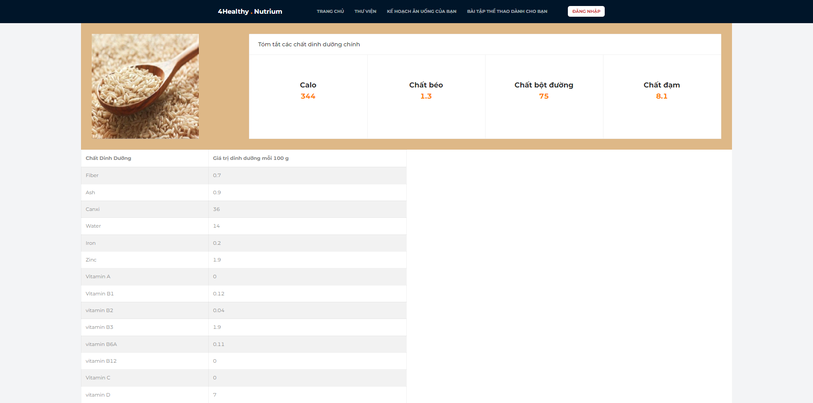 4Healthy . Nutrium
TRANG CHỦ THƯ VIỆN KẾ HOẠCH ĂN UỐNG CỦA BẠN BÀI TẬP THỂ THAO DÀNH CHO BẠN ĐĂNG NHẬP
Tóm tắt các chất dinh dưỡng chính
Calo Chất béo Chất bột đường Chất đạm
344 1.3 75 8.1
Chất Dinh Dưỡng Giá trị dinh dưỡng mỗi 100 g
Fiber 0.7
Ash 0.9
Canxi 36
Water 14
Iron 0.2
Zinc 1.9
Vitamin A 0
Vitamin B1 0.12
vitamin B2 0.04
vitamin B3 1.9
vitamin B6A 0.11
vitamin B12 0
Vitamin C 0
vitamin D 7